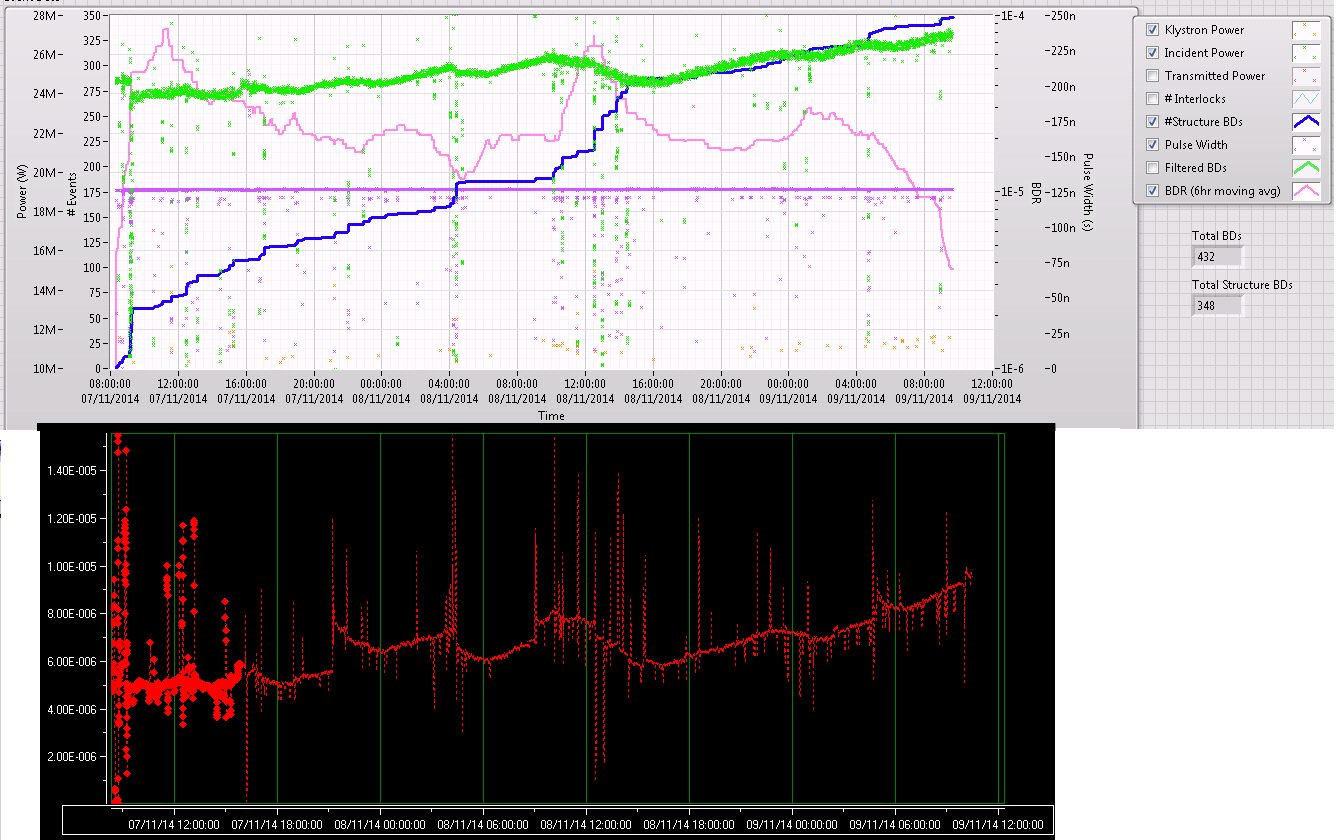 28M
26M
24M
22M
20M
18M
16M
14M
12M
10M
Power (W)
350
325
300
275
250
225
200
175
150
125
100
75
50
25
0
# Events
1E-4
1E-5
1E-6
BDR
250n
225n
200n
175n
150n
125n
100n
75n
50n
25n
0
Pulse Width (s)
08:00:00 12:00:00 16:00:00 20:00:00 00:00:00 04:00:00 08:00:00 12:00:00 16:00:00 20:00:00 00:00:00 04:00:00 08:00:00 12:00:00
07/11/2014 07/11/2014 07/11/2014 07/11/2014 08/11/2014 08/11/2014 08/11/2014 08/11/2014 08/11/2014 08/11/2014 09/11/2014 09/11/2014 09/11/2014 09/11/2014
Time
Klystron Power
Incident Power
Transmitted Power
# Interlocks
#Structure BDs
Pulse Width
Filtered BDs
BDR (6hr moving avg)
Total BDs
432
Total Structure BDs
348
1.40E-005
1.20E-005
1.00E-005
8.00E-006
6.00E-006
4.00E-006
2.00E-006
07/11/14 12:00:00 07/11/14 18:00:00 08/11/14 00:00:00 08/11/14 06:00:00 08/11/14 12:00:00 08/11/14 18:00:00 09/11/14 00:00:00 09/11/14 06:00:00 09/11/14 12:00:00